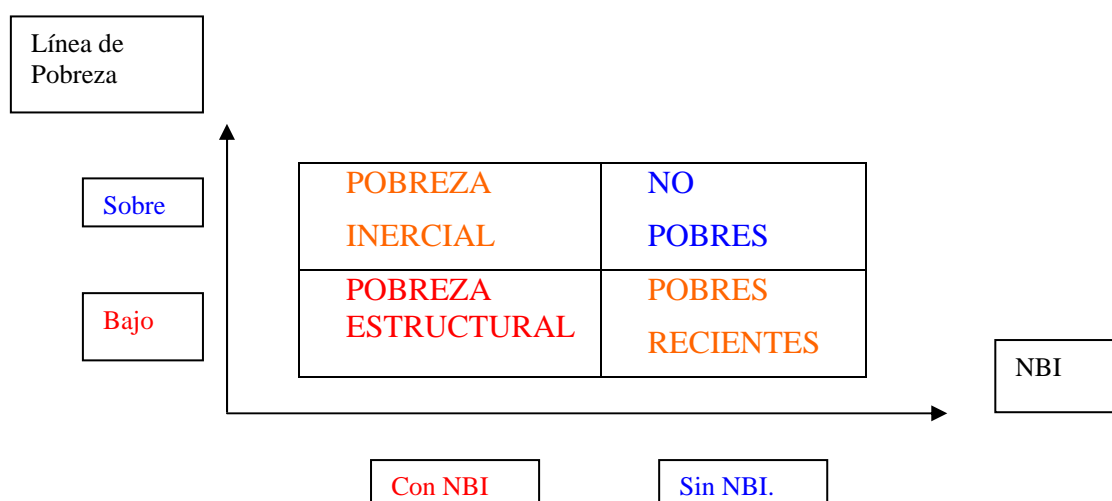 Línea de
Pobreza
Sobre
POBREZA
INERCIAL
NO
POBRES
Bajo
POBREZA
ESTRUCTURAL
POBRES
RECIENTES
NBI
Con NBI
Sin NBI.